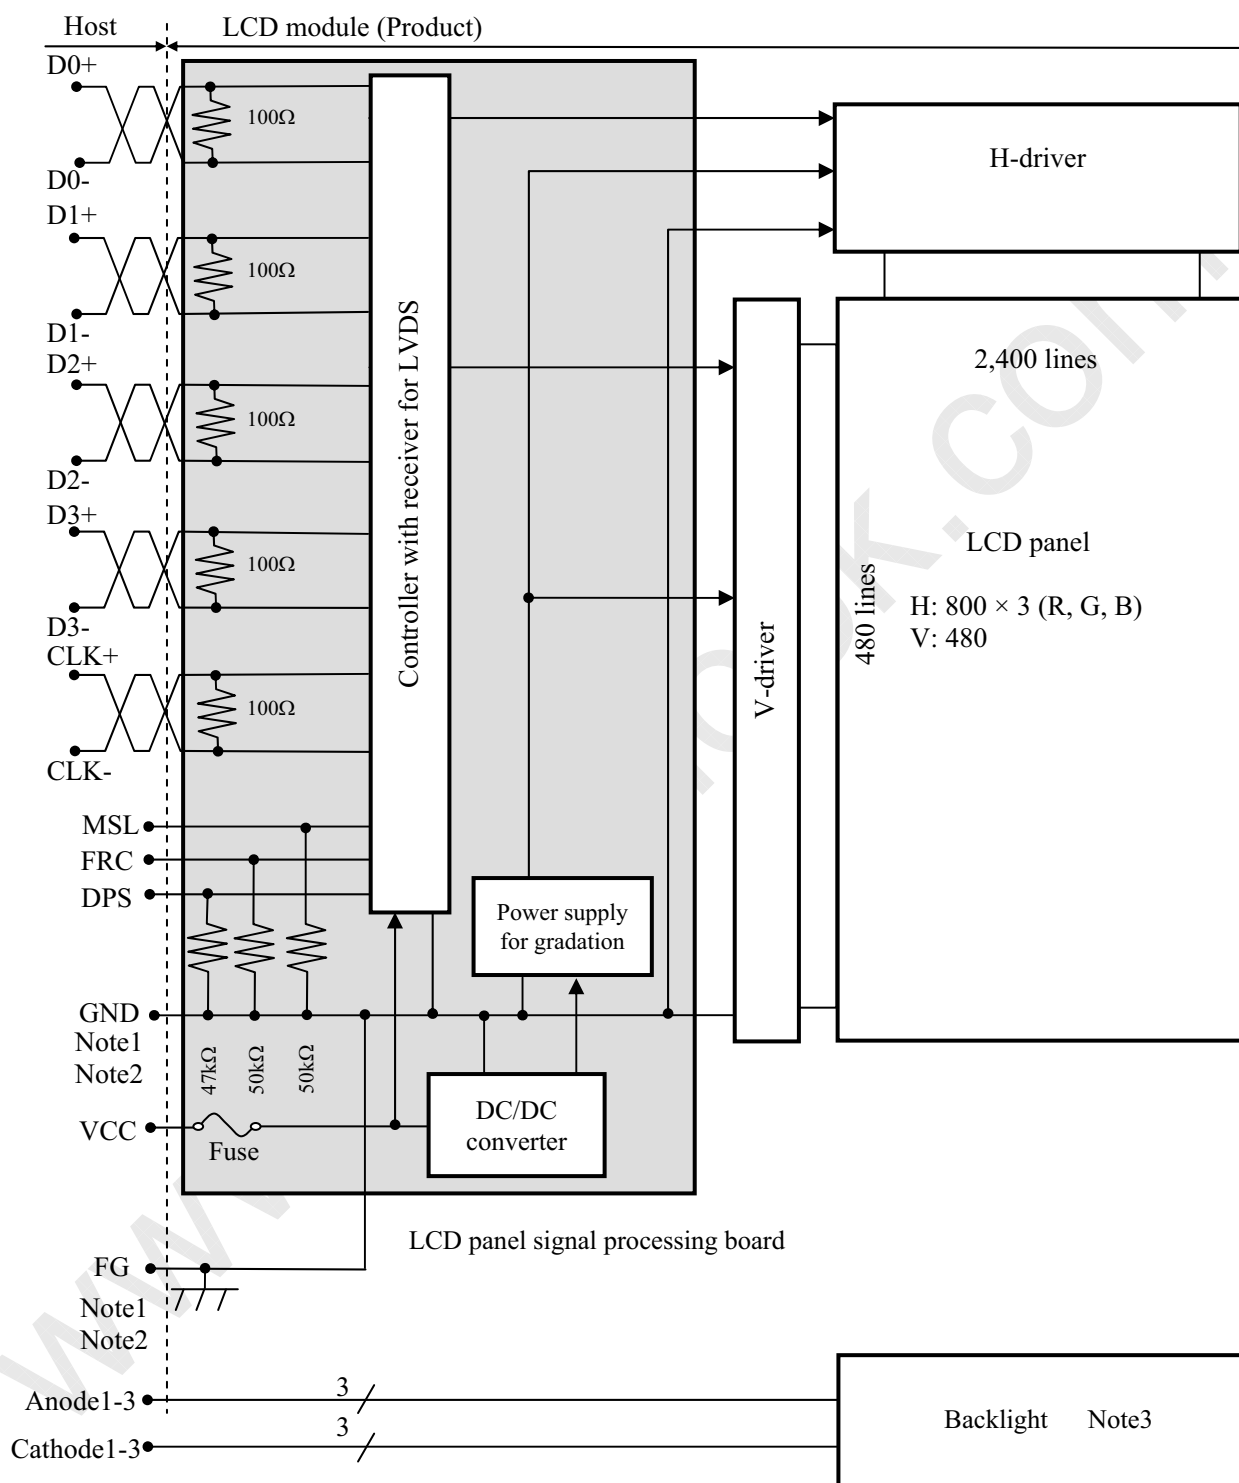 Host
LCD module (Product)
D0+
100Ω
D0-
D1+
100Ω
D1-
D2+
100Ω
D2-
D3+
100Ω
D3-
CLK+
100Ω
CLK-
MSL
FRC
DPS
GND
Note1
Note2
47kΩ
50kΩ
50kΩ
VCC
Fuse
Controller with receiver for LVDS
Power supply
for gradation
DC/DC
converter
LCD panel signal processing board
H-driver
V-driver
2,400 lines
480 lines
LCD panel
H: 800 × 3 (R, G, B)
V: 480
FG
Note1
Note2
Anode1-3
3
Cathode1-3
3
Backlight Note3